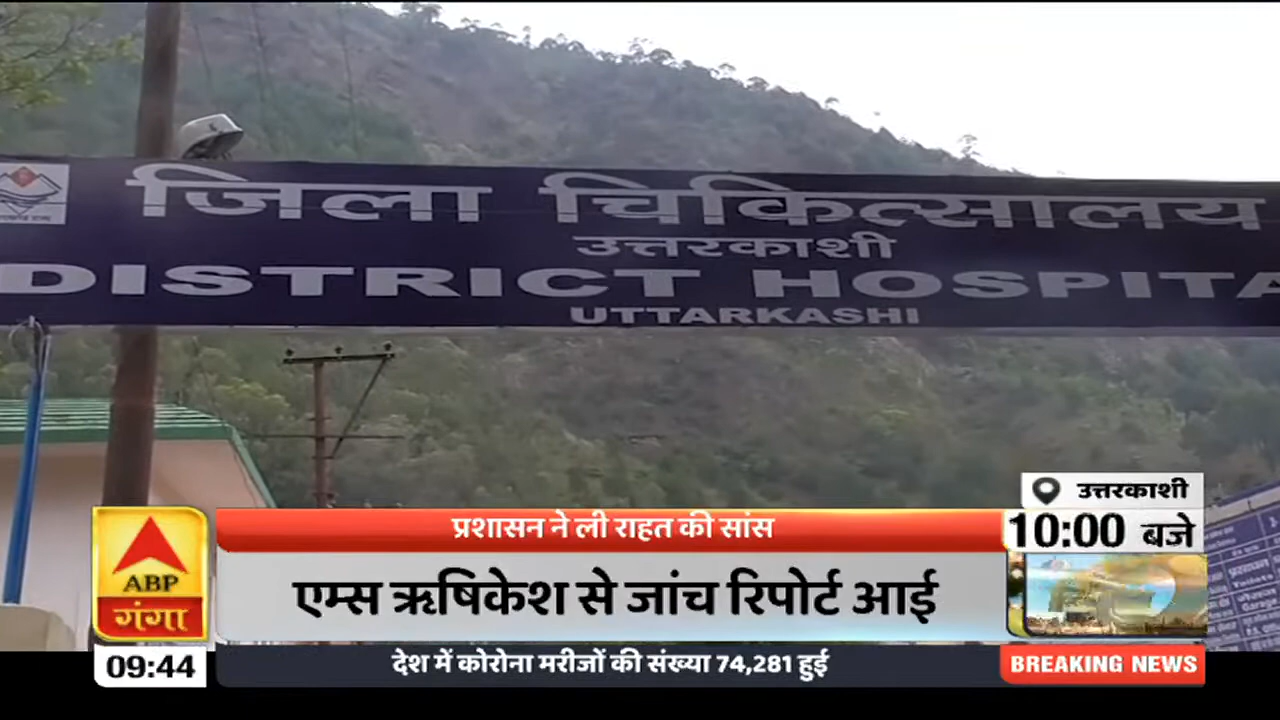 जिला चिकित्सालय
उत्तरकाशी
DISTRICT HOSPITA
UTTARKASHI
उत्तरकाशी
10:00 बजे
प्रशासन ने ली राहत की सांस
एम्स ऋषिकेश से जांच रिपोर्ट आई
ABP
गंगा
09:44
देश में कोरोना मरीजों की संख्या 74,281 हुई
BREAKING NEWS